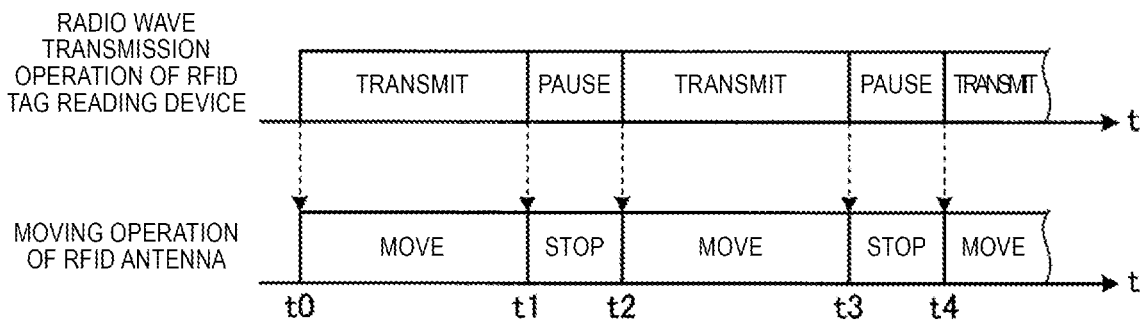 RADIO WAVE
TRANSMISSION
OPERATION OF RFID
TAG READING DEVICE
TRANSMIT PAUSE TRANSMIT PAUSE TRANSMIT
t
MOVING OPERATION
OF RFID ANTENNA
MOVE STOP MOVE STOP MOVE
t
t0 t1 t2 t3 t4